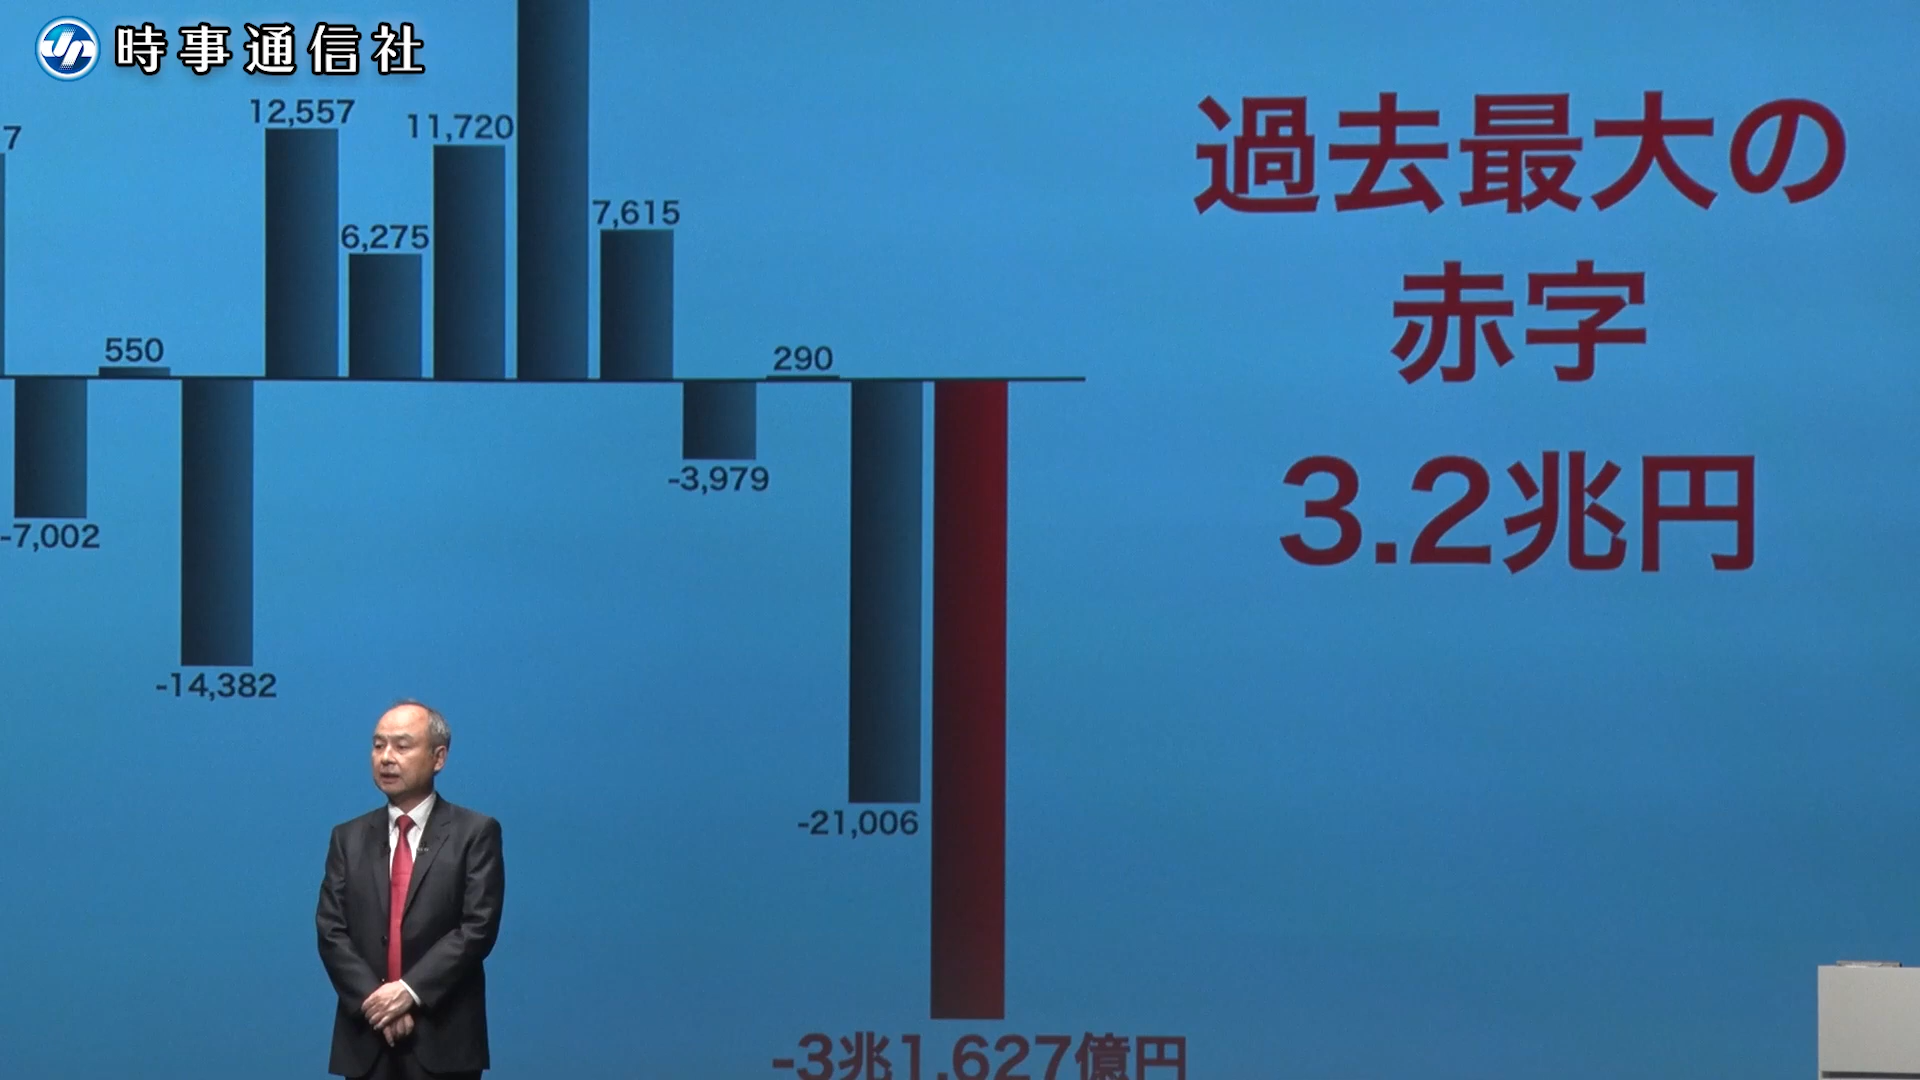 時事通信社
7
12,557
11,720
7,615
6,275
550
290
-7,002
-3,979
-14,382
-21,006
-3兆1,627億円
過去最大の
赤字
3.2兆円